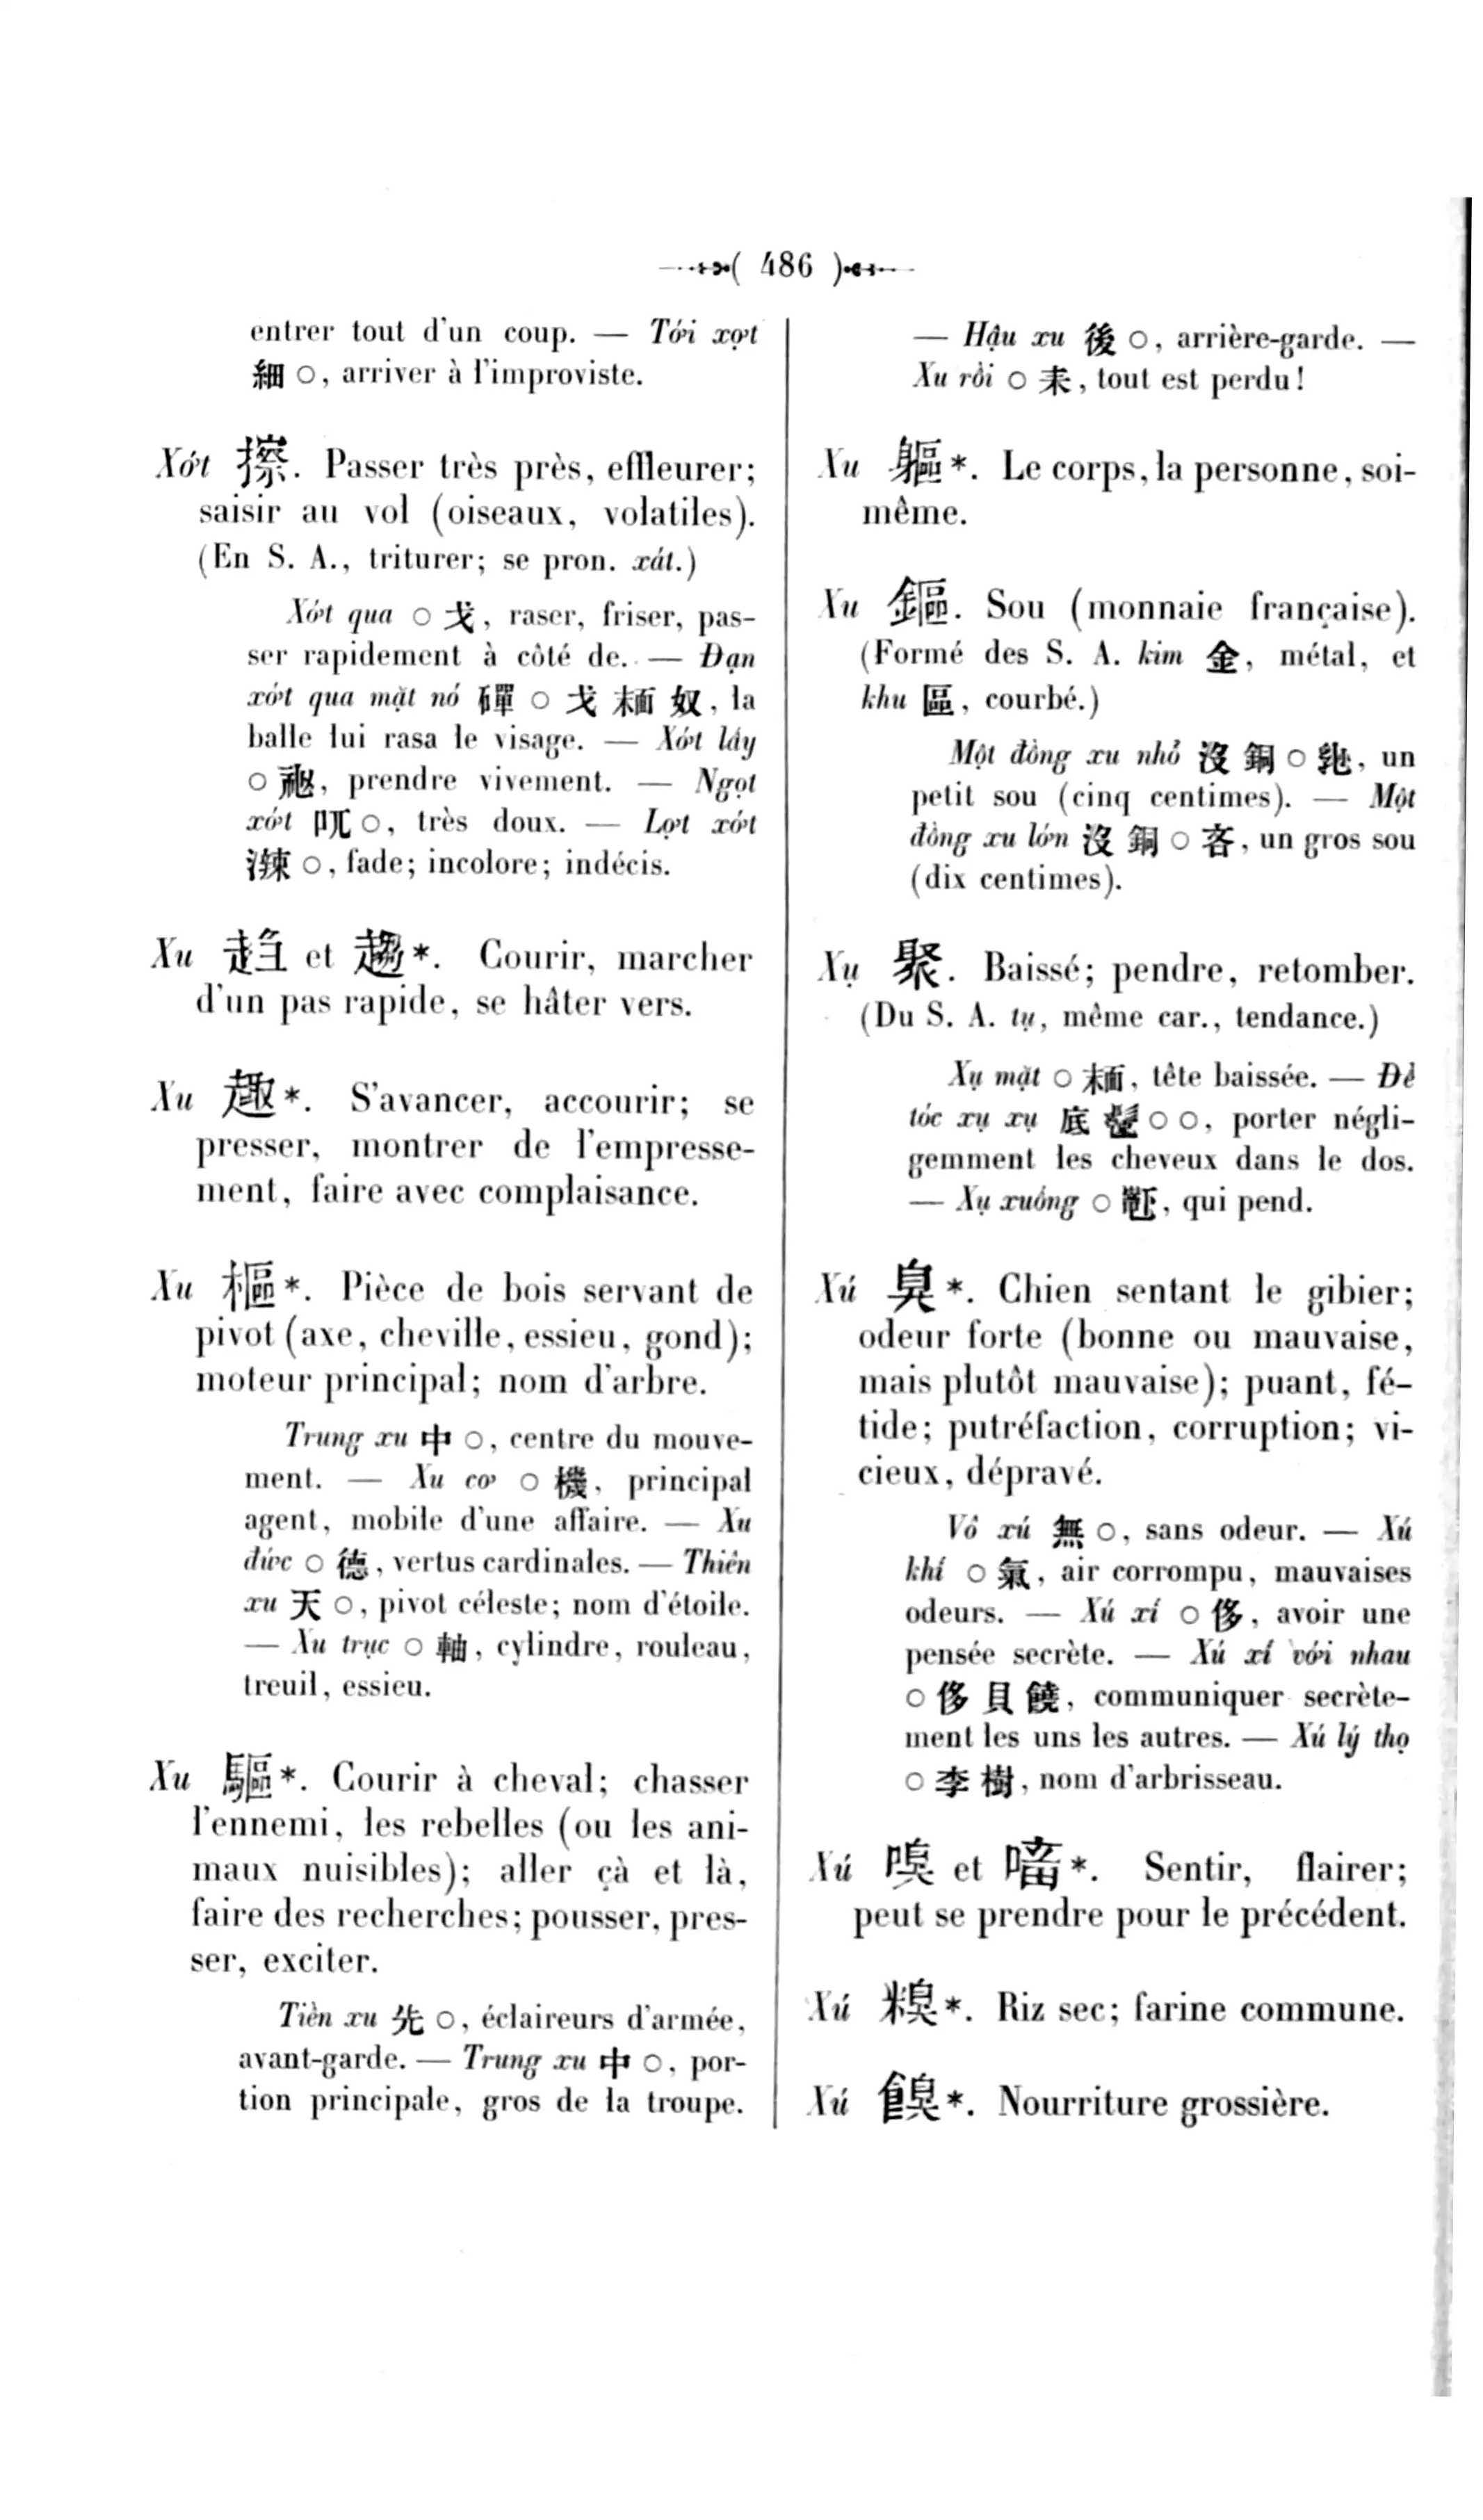 ( 486 )
entrer tout d'un coup. — Tới xợt
細 ○, arriver à l'improviste.
Xớt 擦. Passer très près, effleurer;
saisir au vol (oiseaux, volatiles).
(En S. A., triturer; se pron. xát.)
Xớt qua ○ 戈, raser, friser, pas-
ser rapidement à côté de. — Đạn
xớt qua mặt nó 磾 ○ 戈 𩈘 奴, la
balle lui rasa le visage. — Xớt lấy
○ 𥙩, prendre vivement. — Ngọt
xớt 吀 ○, très doux. — Lợt xớt
○, fade; incolore; indécis.
Xu 趋 et 趨*. Courir, marcher
d'un pas rapide, se hâter vers.
Xu 趣*. S'avancer, accourir; se
presser, montrer de l'empresse-
ment, faire avec complaisance.
Xu 樞*. Pièce de bois servant de
pivot (axe, cheville, essieu, gond);
moteur principal; nom d'arbre.
Trung xu 中 ○, centre du mouve-
ment. — Xu cơ ○ 機, principal
agent, mobile d'une affaire. — Xu
đức ○ 德, vertus cardinales. — Thiên
xu 天 ○, pivot céleste; nom d'étoile.
— Xu trục ○ 軸, cylindre, rouleau,
treuil, essieu.
Xu 驅*. Courir à cheval; chasser
l'ennemi, les rebelles (ou les ani-
maux nuisibles); aller çà et là,
faire des recherches; pousser, pres-
ser, exciter.
Tiền xu 先 ○, éclaireurs d'armée,
avant-garde. — Trung xu 中 ○, por-
tion principale, gros de la troupe.
— Hậu xu 後 ○, arrière-garde. —
Xu rồi ○ 耒, tout est perdu!
Xu 軀*. Le corps, la personne, soi-
même.
Xu 鏂. Sou (monnaie française).
(Formé des S. A. kim 金, métal, et
khu 區, courbé.)
Một đồng xu nhỏ 沒 銅 ○ 𡮈, un
petit sou (cinq centimes). — Một
đồng xu lớn 沒 銅 ○ 吝, un gros sou
(dix centimes).
Xụ 聚. Baissé; pendre, retomber.
(Du S. A. tụ, même car., tendance.)
Xụ mặt ○ 𩈘, tête baissée. — Để
tóc xụ xụ 底 ○ ○, porter négli-
gemment les cheveux dans le dos.
— Xụ xuống ○, qui pend.
Xú 臭*. Chien sentant le gibier;
odeur forte (bonne ou mauvaise,
mais plutôt mauvaise); puant, fé-
tide; putréfaction, corruption; vi-
cieux, dépravé.
Vô xú 無 ○, sans odeur. — Xú
khí ○ 氣, air corrompu, mauvaises
odeurs. — Xú xí ○ 侈, avoir une
pensée secrète. — Xú xí với nhau
○ 侈 貝 饒, communiquer secrète-
ment les uns les autres. — Xú lý thọ
○ 李 樹, nom d'arbrisseau.
Xú 嗅 et *. Sentir, flairer;
peut se prendre pour le précédent.
Xú 糗*. Riz sec; farine commune.
Xú 餿*. Nourriture grossière.